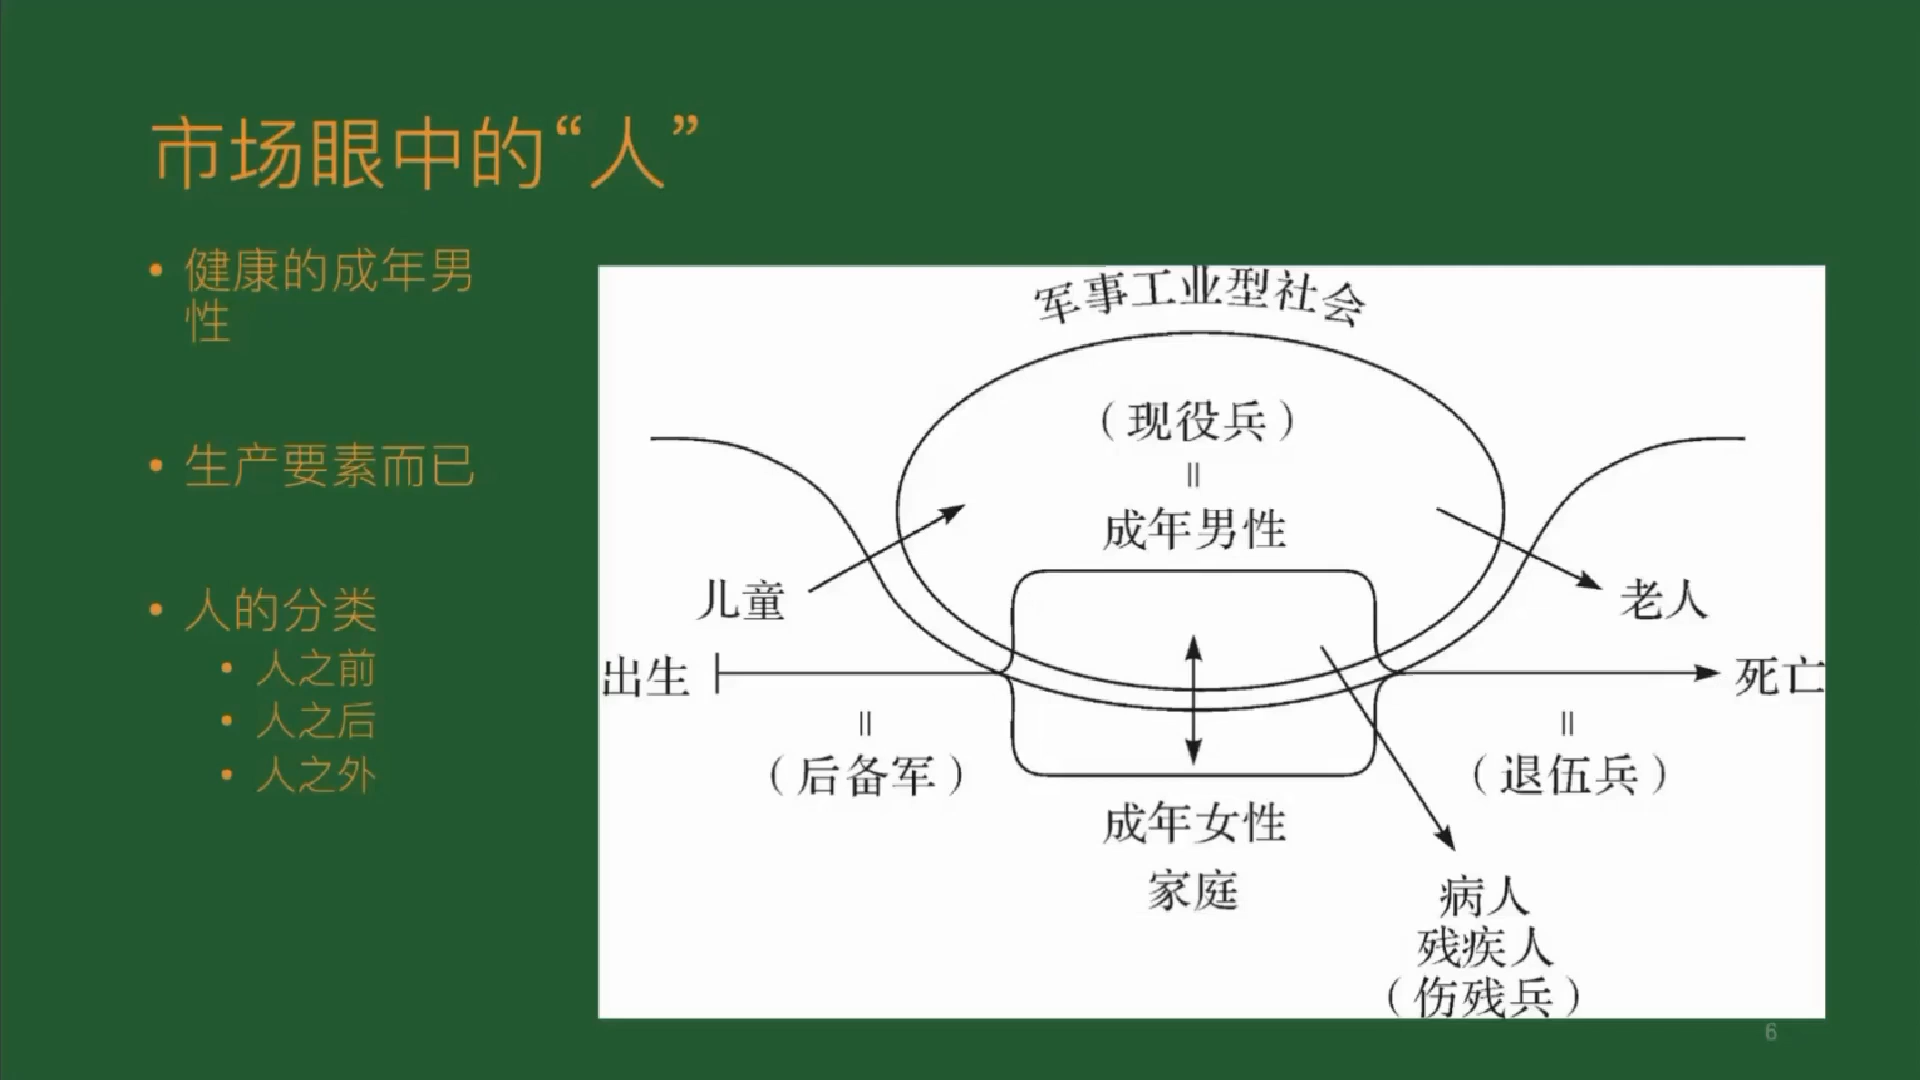 市场眼中的“人”
• 健康的成年男
性
• 生产要素而已
• 人的分类
• 人之前
• 人之后
• 人之外
军事工业型社会
（现役兵）
=
成年男性
儿童
老人
出生
死亡
=
（后备军）
=
（退伍兵）
成年女性
家庭
病人
残疾人
（伤残兵）
6